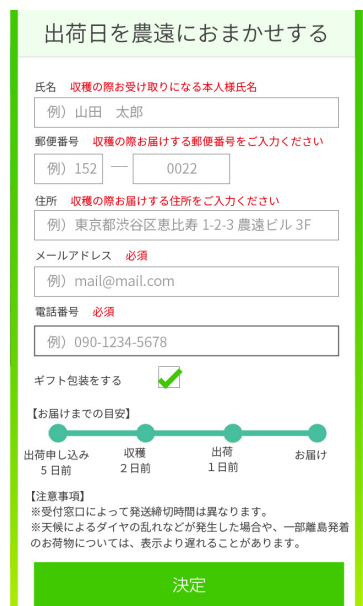 出荷日を農遠におまかせする
氏名 収穫の際お受け取りになる本人様氏名
例）山田 太郎
郵便番号 収穫の際お届けする郵便番号をご入力ください
例）152 — 0022
住所 収穫の際お届けする住所をご入力ください
例）東京都渋谷区恵比寿 1-2-3 農遠ビル 3F
メールアドレス 必須
例）mail@mail.com
電話番号 必須
例）090-1234-5678
ギフト包装をする
【お届けまでの目安】
出荷申し込み 収穫 出荷 お届け
5 日前 2 日前 1 日前
【注意事項】
※受付窓口によって発送締切時間は異なります。
※天候によるダイヤの乱れなどが発生した場合や、一部離島発着
のお荷物については、表示より遅れることがあります。
決定